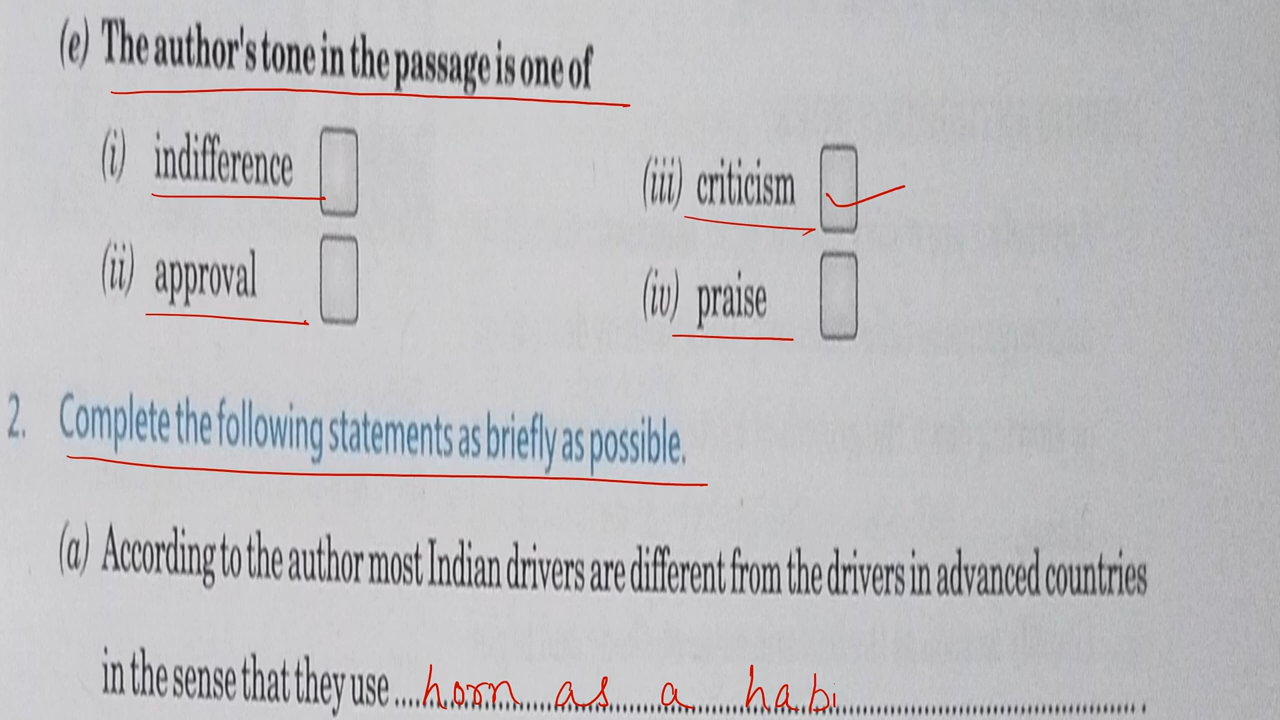 (e) The author's tone in the passage is one of
(i) indifference
(iii) criticism
(ii) approval
(iv) praise
2. Complete the following statements as briefly as possible.
(a) According to the author most Indian drivers are different from the drivers in advanced countries
in the sense that they use ....horn as a habi